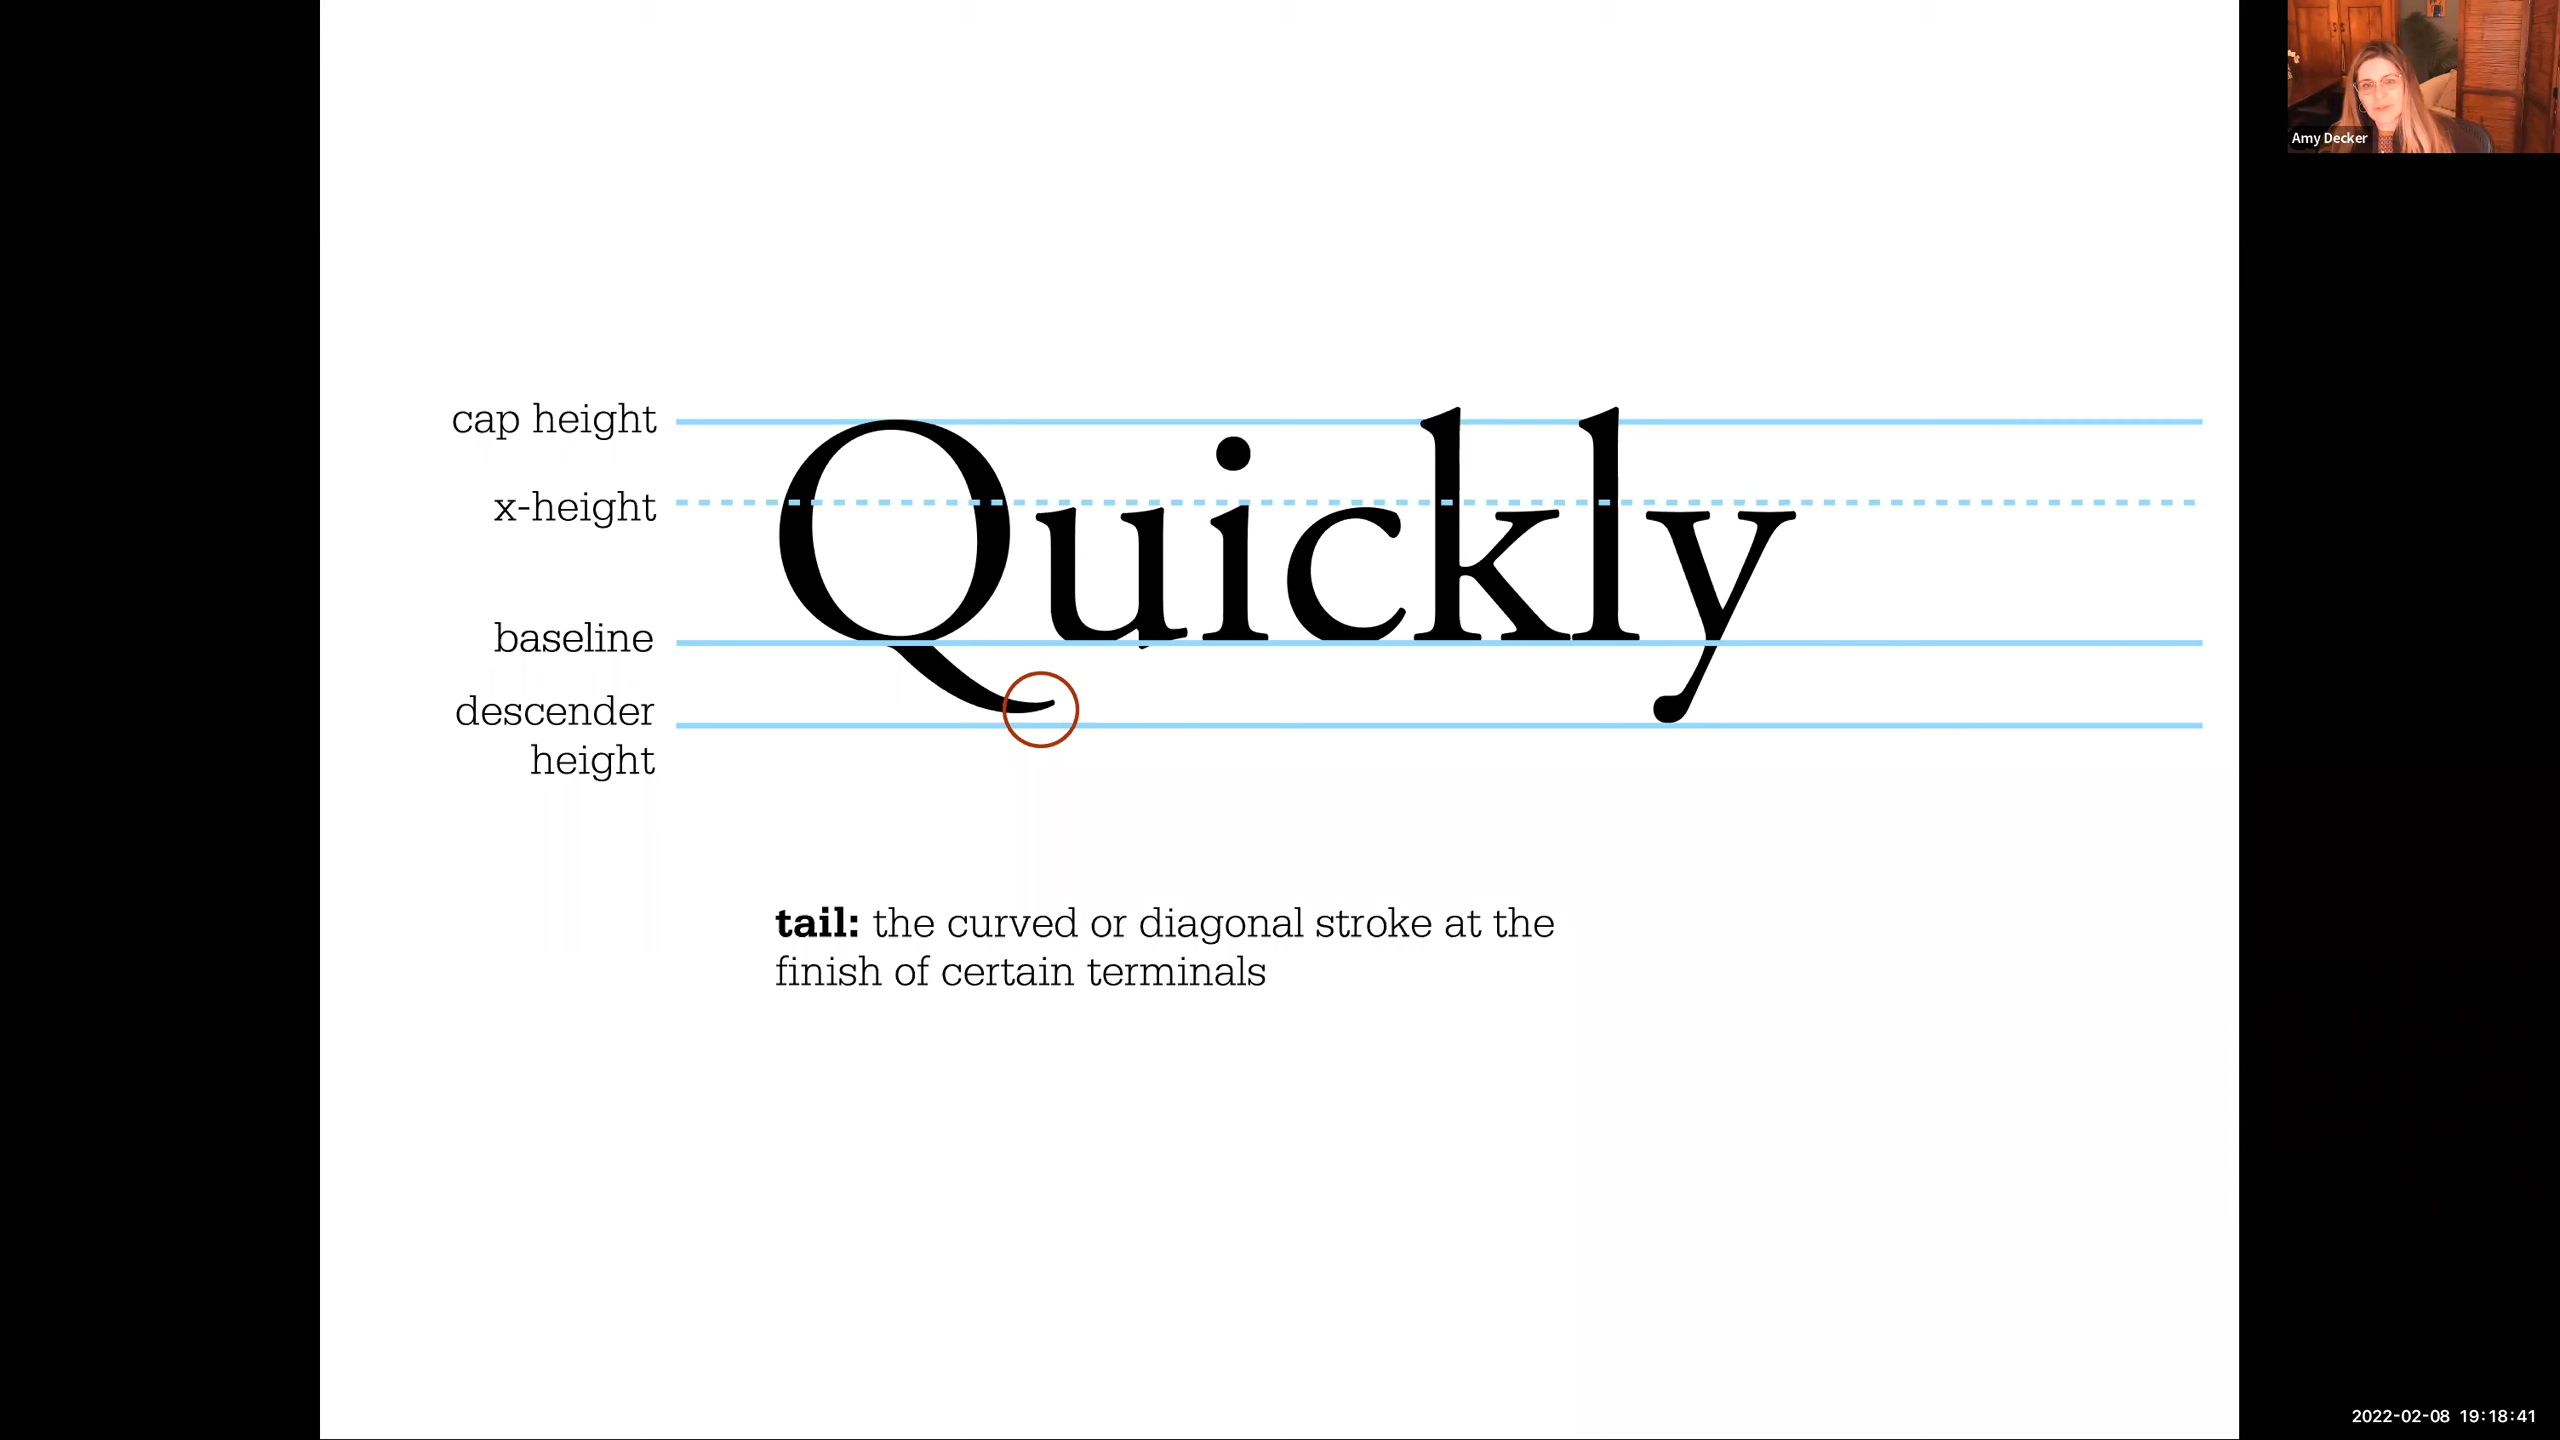 Amy Decker
cap height
Quickly
x-height
baseline
descender
height
tail: the curved or diagonal stroke at the
finish of certain terminals
2022-02-08 19:18:41